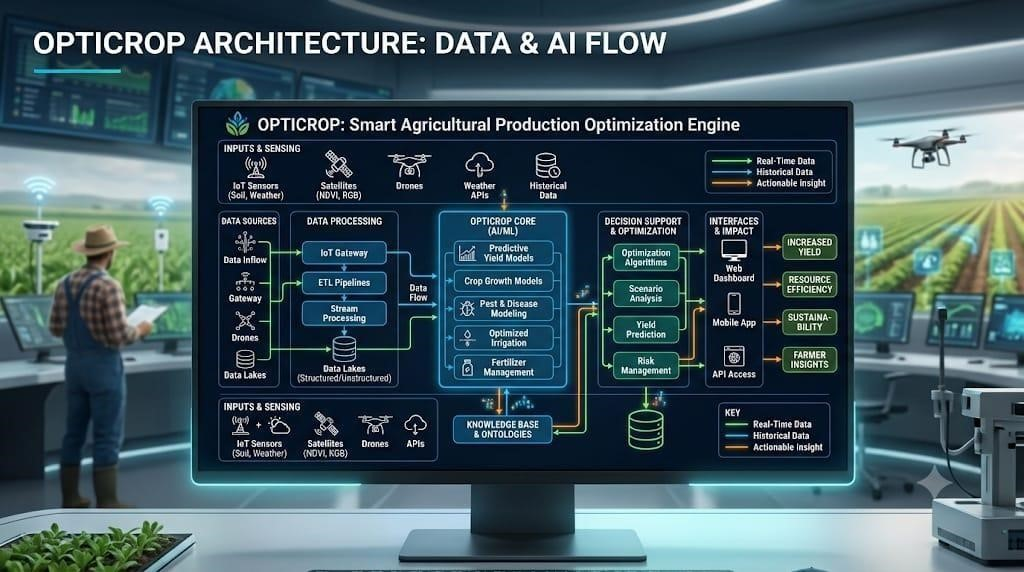 OPTICROP ARCHITECTURE: DATA & AI FLOW
OPTICROP: Smart Agricultural Production Optimization Engine
INPUTS & SENSING
IoT Sensors
(Soil, Weather)
Satellites
(NDVI, RGB)
Drones
Weather
APIs
Historical
Data
Real-Time Data
Historical Data
Actionable Insight
DATA SOURCES
Data Inflow
Gateway
Drones
Data Lakes
DATA PROCESSING
IoT Gateway
ETL Pipelines
Stream
Processing
Data Lakes
(Structured/Unstructured)
Data
Flow
OPTICROP CORE
(AI/ML)
Predictive
Yield Models
Crop Growth Models
Pest & Disease
Modeling
Optimized
Irrigation
Fertilizer
Management
KNOWLEDGE BASE
& ONTOLOGIES
DECISION SUPPORT
& OPTIMIZATION
Optimization
Algorithms
Scenario
Analysis
Yield
Prediction
Risk
Management
INTERFACES
& IMPACT
Web
Dashboard
Mobile App
API Access
INCREASED
YIELD
RESOURCE
EFFICIENCY
SUSTAINA-
BILITY
FARMER
INSIGHTS
INPUTS & SENSING
IoT Sensors
(Soil, Weather)
Satellites
(NDVI, KGB)
Drones
APIs
KEY
Real-Time Data
Historical Data
Actionable Insight